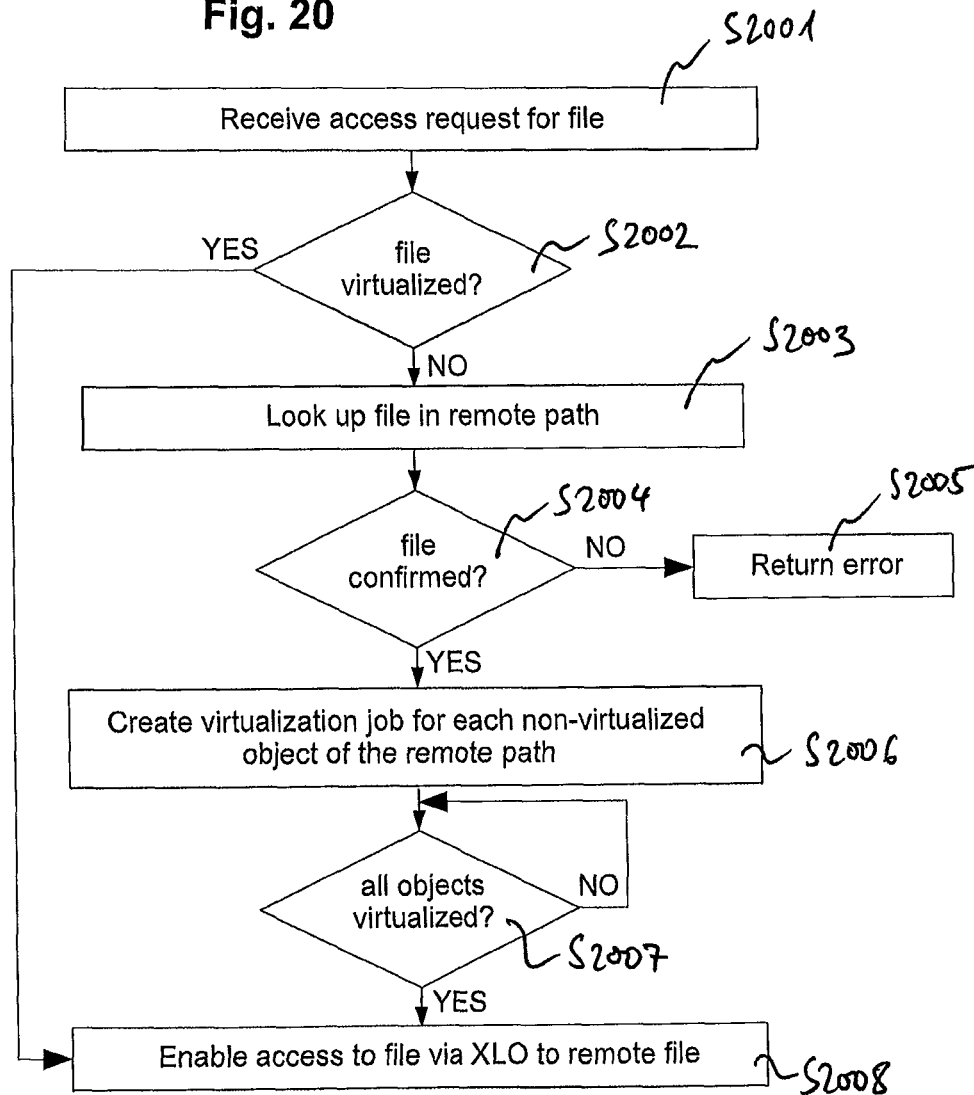 Fig. 20
S2001
Receive access request for file
YES
file
virtualized?
S2002
NO
S2003
Look up file in remote path
S2004
S2005
file
confirmed?
NO
Return error
YES
Create virtualization job for each non-virtualized
object of the remote path
S2006
all objects
virtualized?
NO
S2007
YES
Enable access to file via XLO to remote file
S2008